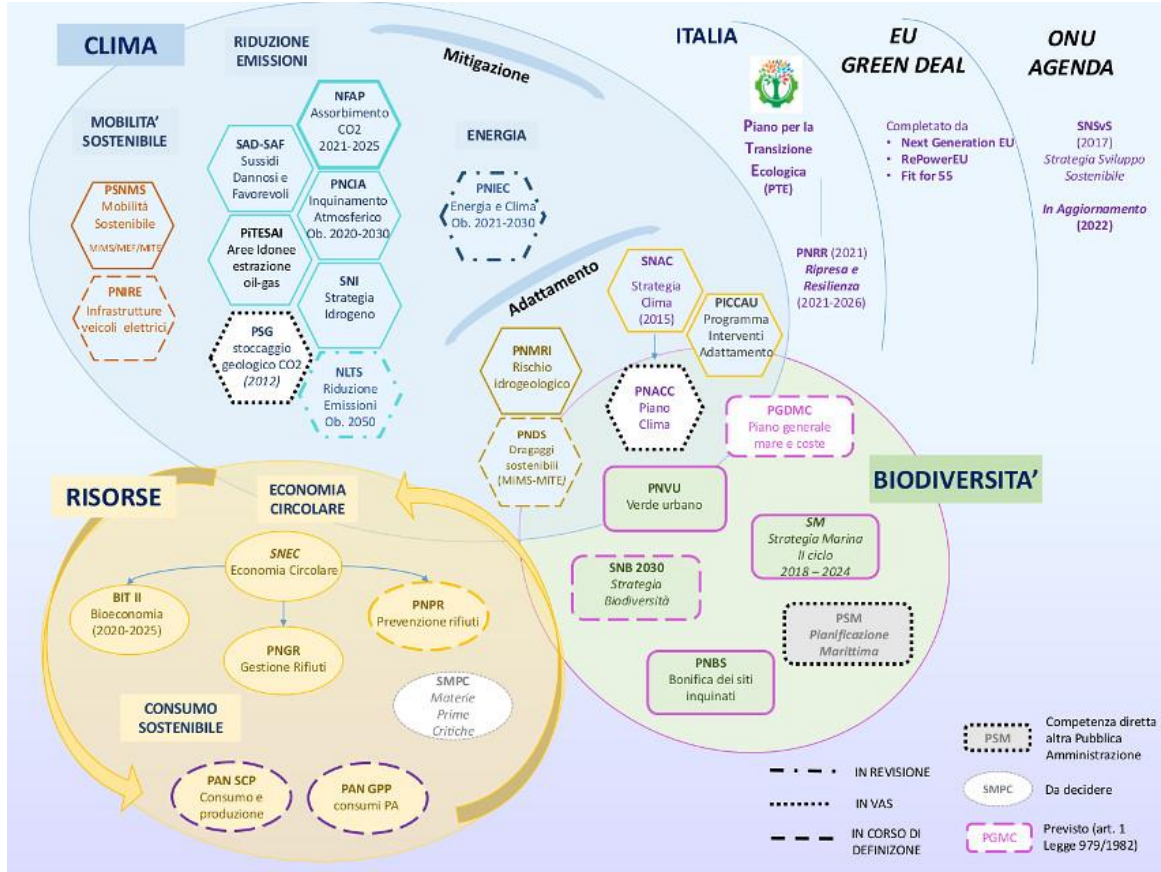 CLIMA
RIDUZIONE
EMISSIONI
Mitigazione
ITALIA
EU
GREEN DEAL
ONU
AGENDA
MOBILITA’
SOSTENIBILE
NFAP
Assorbimento
CO2
2021-2025
SAD-SAF
Sussidi
Dannosi e
Favorevoli
ENERGIA
PNIEC
Energia e Clima
Ob. 2021-2030
PSNMS
Mobilità
Sostenibile
MIMS/MEF/MITE
PNCIA
Inquinamento
Atmosferico
Ob. 2020-2030
PiTESAI
Aree Idonee
estrazione
oil-gas
PNIRE
Infrastrutture
veicoli elettrici
SNI
Strategia
Idrogeno
PSG
stoccaggio
geologico CO2
(2012)
NLTS
Riduzione
Emissioni
Ob. 2050
Adattamento
Piano per la
Transizione
Ecologica
(PTE)
PNRR (2021)
Ripresa e
Resilienza
(2021-2026)
Completato da
• Next Generation EU
• RePowerEU
• Fit for 55
SNSvS
(2017)
Strategia Sviluppo
Sostenibile
In Aggiornamento
(2022)
SNAC
Strategia
Clima
(2015)
PICCAU
Programma
Interventi
Adattamento
PNMRI
Rischio
idrogeologico
PNACC
Piano
Clima
PNDS
Dragaggi
sostenibili
(MiMS-MITE)
PGDMC
Piano generale
mare e coste
BIODIVERSITA’
PNVU
Verde urbano
SM
Strategia Marina
II ciclo
2018 – 2024
SNB 2030
Strategia
Biodiversità
PSM
Pianificazione
Marittima
PNBS
Bonifica dei siti
inquinati
RISORSE
ECONOMIA
CIRCOLARE
SNEC
Economia Circolare
BIT II
Bioeconomia
(2020-2025)
PNPR
Prevenzione rifiuti
PNGR
Gestione Rifiuti
SMPC
Materie
Prime
Critiche
CONSUMO
SOSTENIBILE
PAN SCP
Consumo e
produzione
PAN GPP
consumi PA
IN REVISIONE
IN VAS
IN CORSO DI
DEFINIZONE
PSM
Competenza diretta
altra Pubblica
Amministrazione
SMPC
Da decidere
PGMC
Previsto (art. 1
Legge 979/1982)